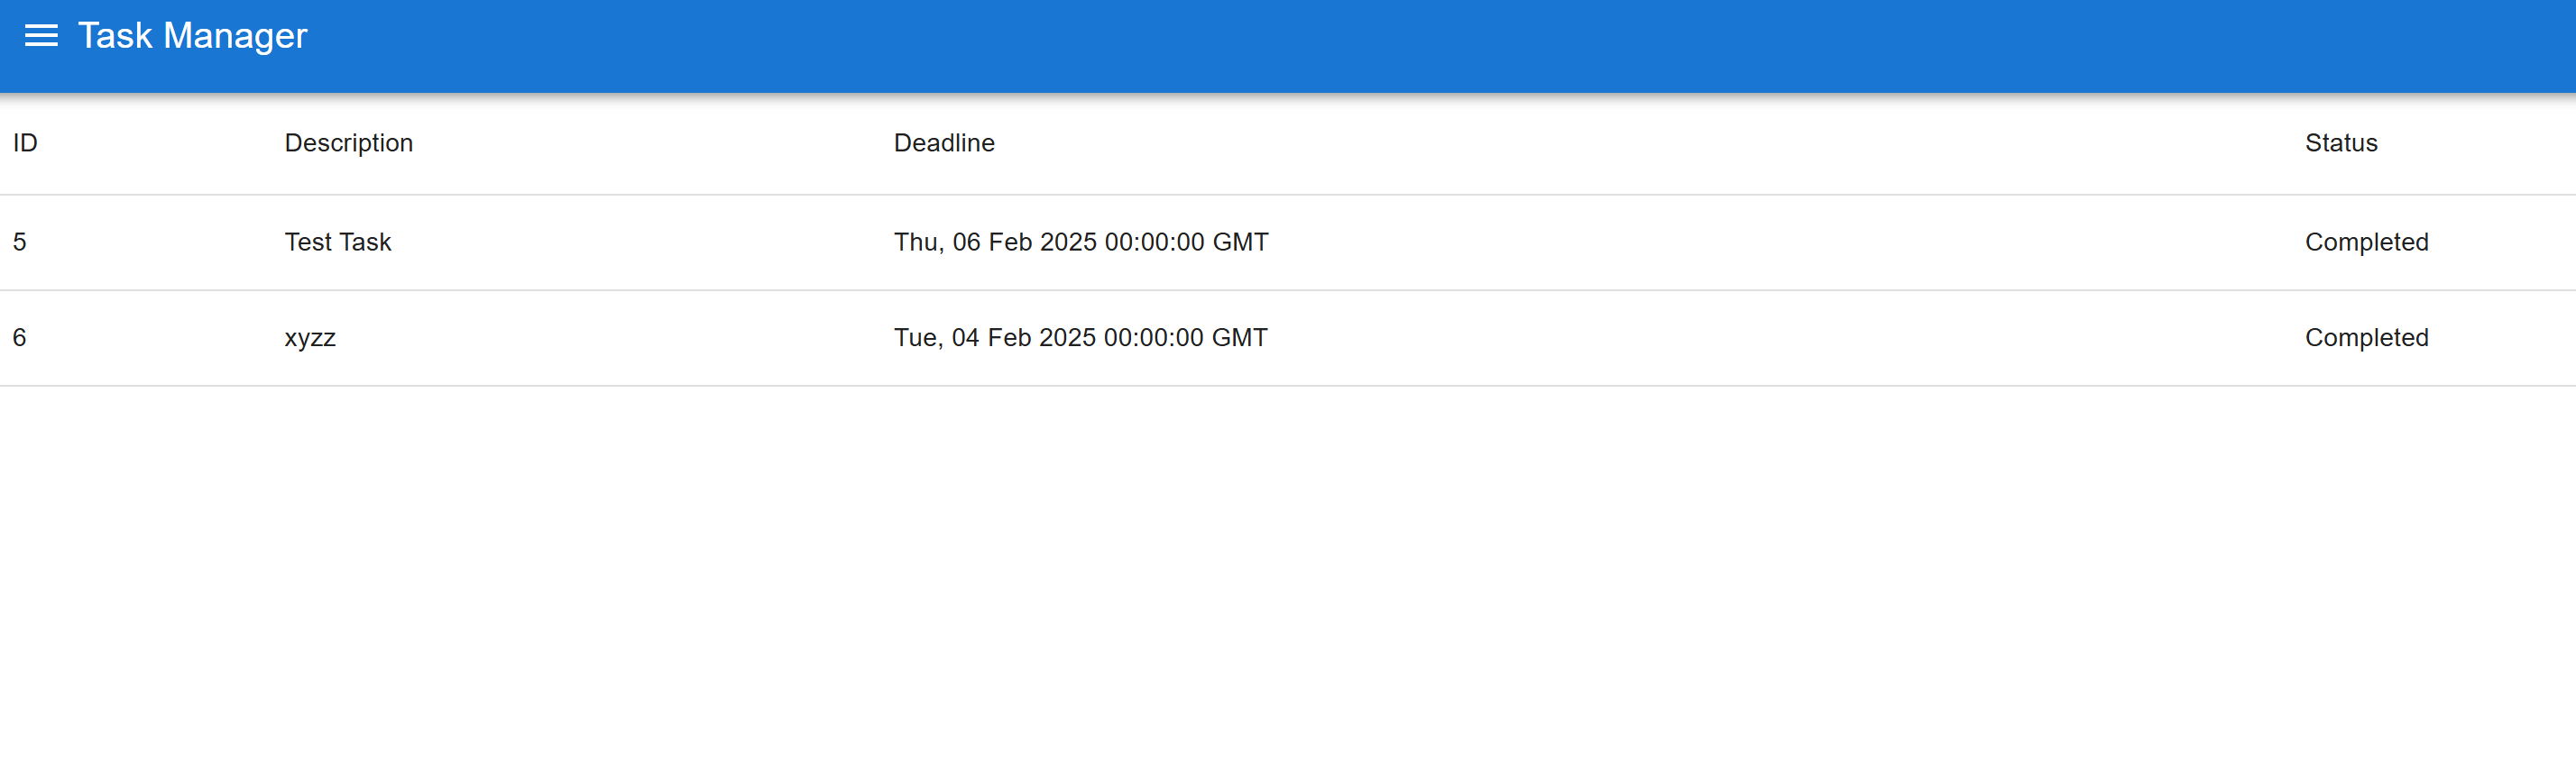 Task Manager
ID Description Deadline Status
5 Test Task Thu, 06 Feb 2025 00:00:00 GMT Completed
6 xyzz Tue, 04 Feb 2025 00:00:00 GMT Completed